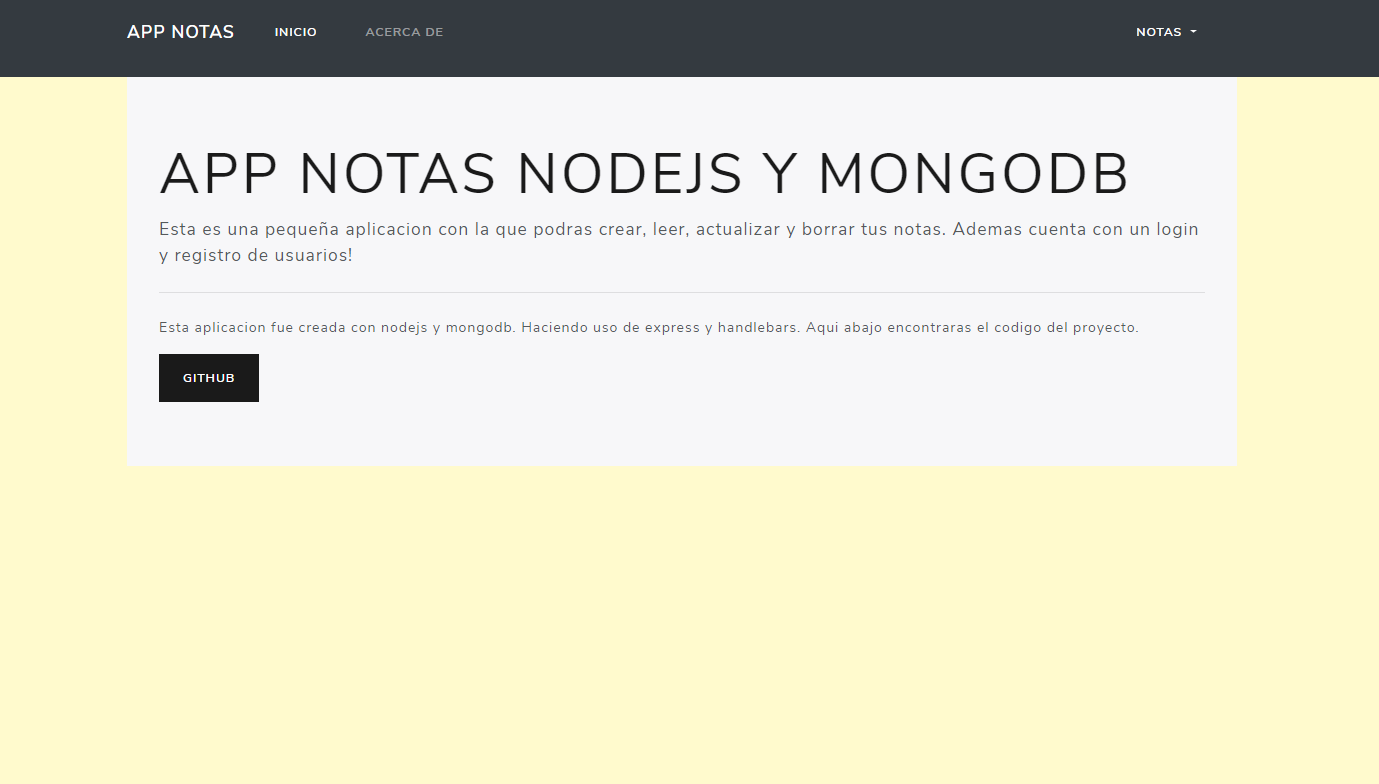 APP NOTAS INICIO ACERCA DE NOTAS
APP NOTAS NODEJS Y MONGODB
Esta es una pequeña aplicacion con la que podras crear, leer, actualizar y borrar tus notas. Ademas cuenta con un login
y registro de usuarios!
Esta aplicacion fue creada con nodejs y mongodb. Haciendo uso de express y handlebars. Aqui abajo encontraras el codigo del proyecto.
GITHUB